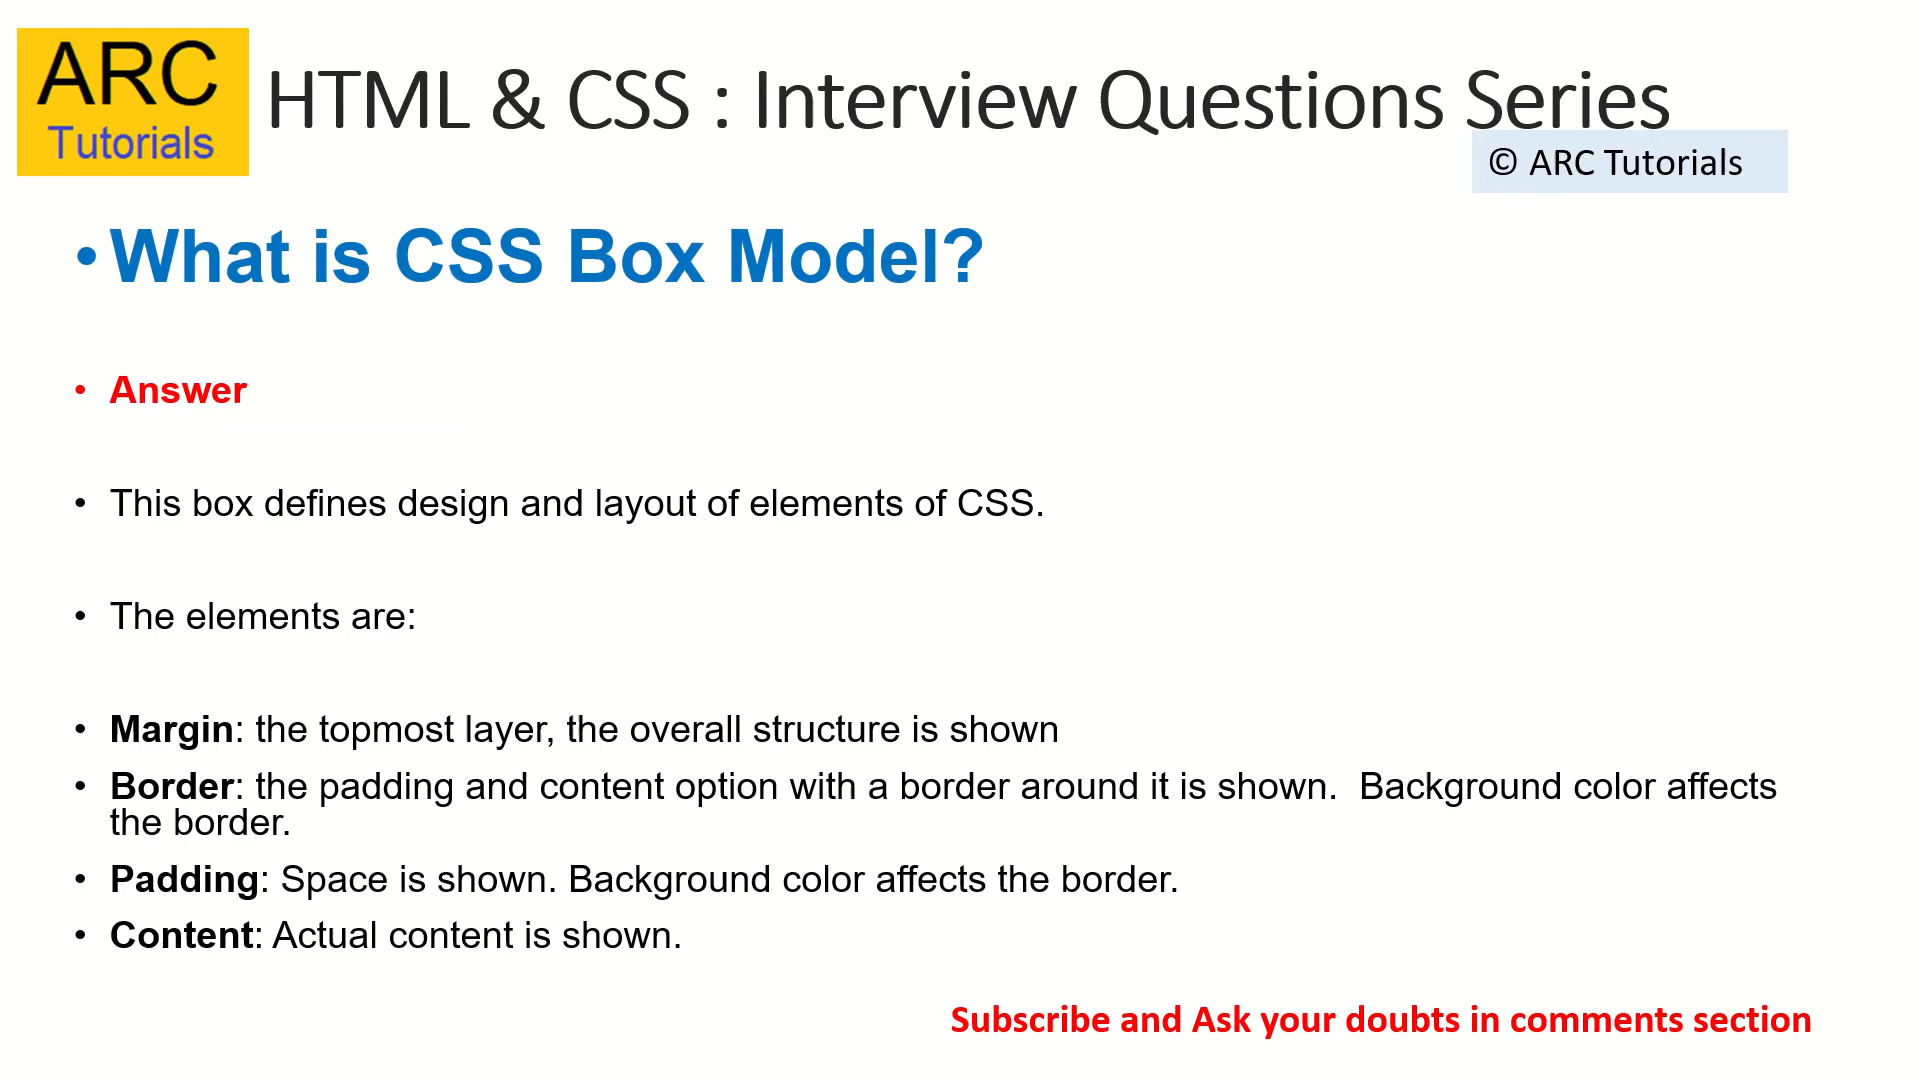 ARC
Tutorials
HTML & CSS : Interview Questions Series
© ARC Tutorials
• What is CSS Box Model?
• Answer
• This box defines design and layout of elements of CSS.
• The elements are:
• Margin: the topmost layer, the overall structure is shown
• Border: the padding and content option with a border around it is shown.  Background color affects
the border.
• Padding: Space is shown. Background color affects the border.
• Content: Actual content is shown.
Subscribe and Ask your doubts in comments section